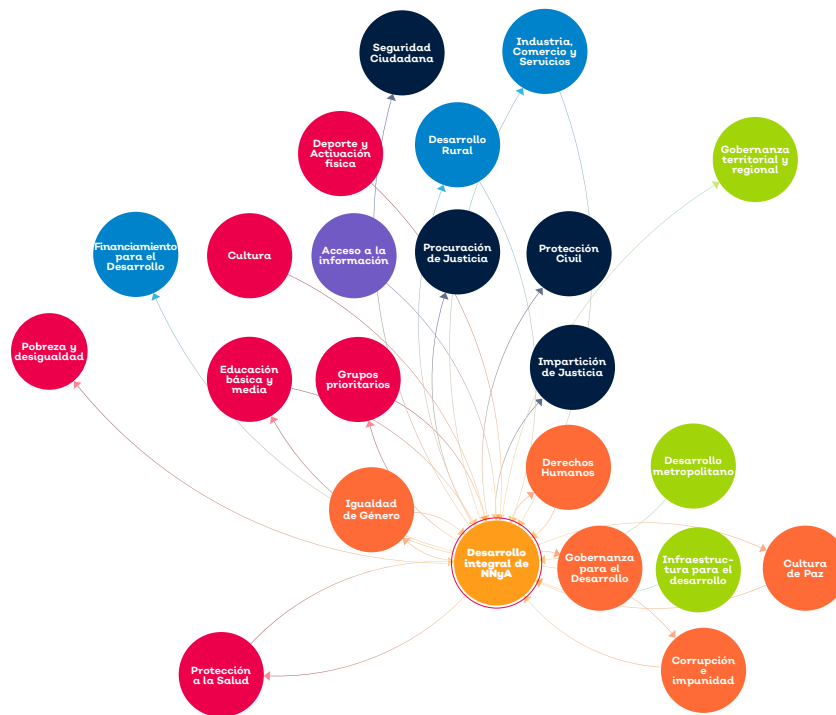 Seguridad
Ciudadana
Industria,
Comercio y
Servicios
Deporte y
Activación
física
Desarrollo
Rural
Gobernanza
territorial y
regional
Financiamiento
para el
Desarrollo
Cultura
Acceso a la
información
Procuración
de Justicia
Protección
Civil
Pobreza y
desigualdad
Educación
básica y
media
Grupos
prioritarios
Impartición
de Justicia
Derechos
Humanos
Desarrollo
metropolitano
Igualdad
de Género
Desarrollo
integral de
NNyA
Gobernanza
para el
Desarrollo
Infraestruc-
tura para el
desarrollo
Cultura
de Paz
Protección
a la Salud
Corrupción
e
impunidad